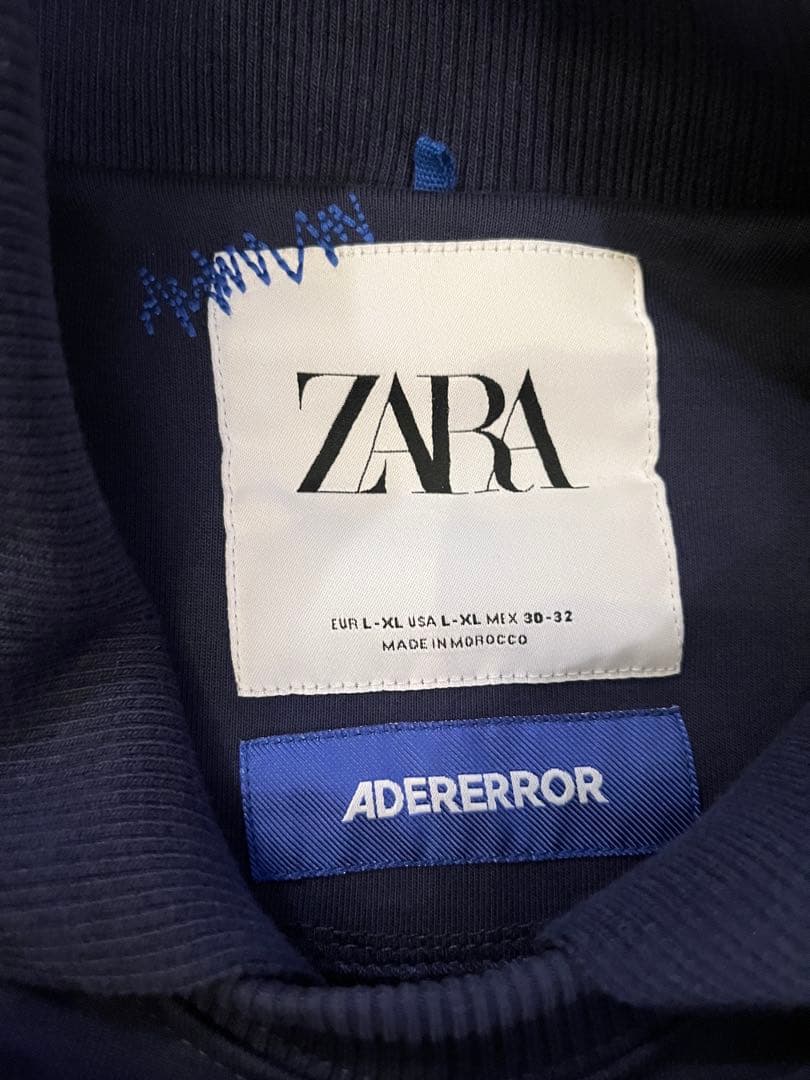 ZARA
EUR L-XL USA L-XL MEX 30-32
MADE IN MOROCCO
ADERERROR